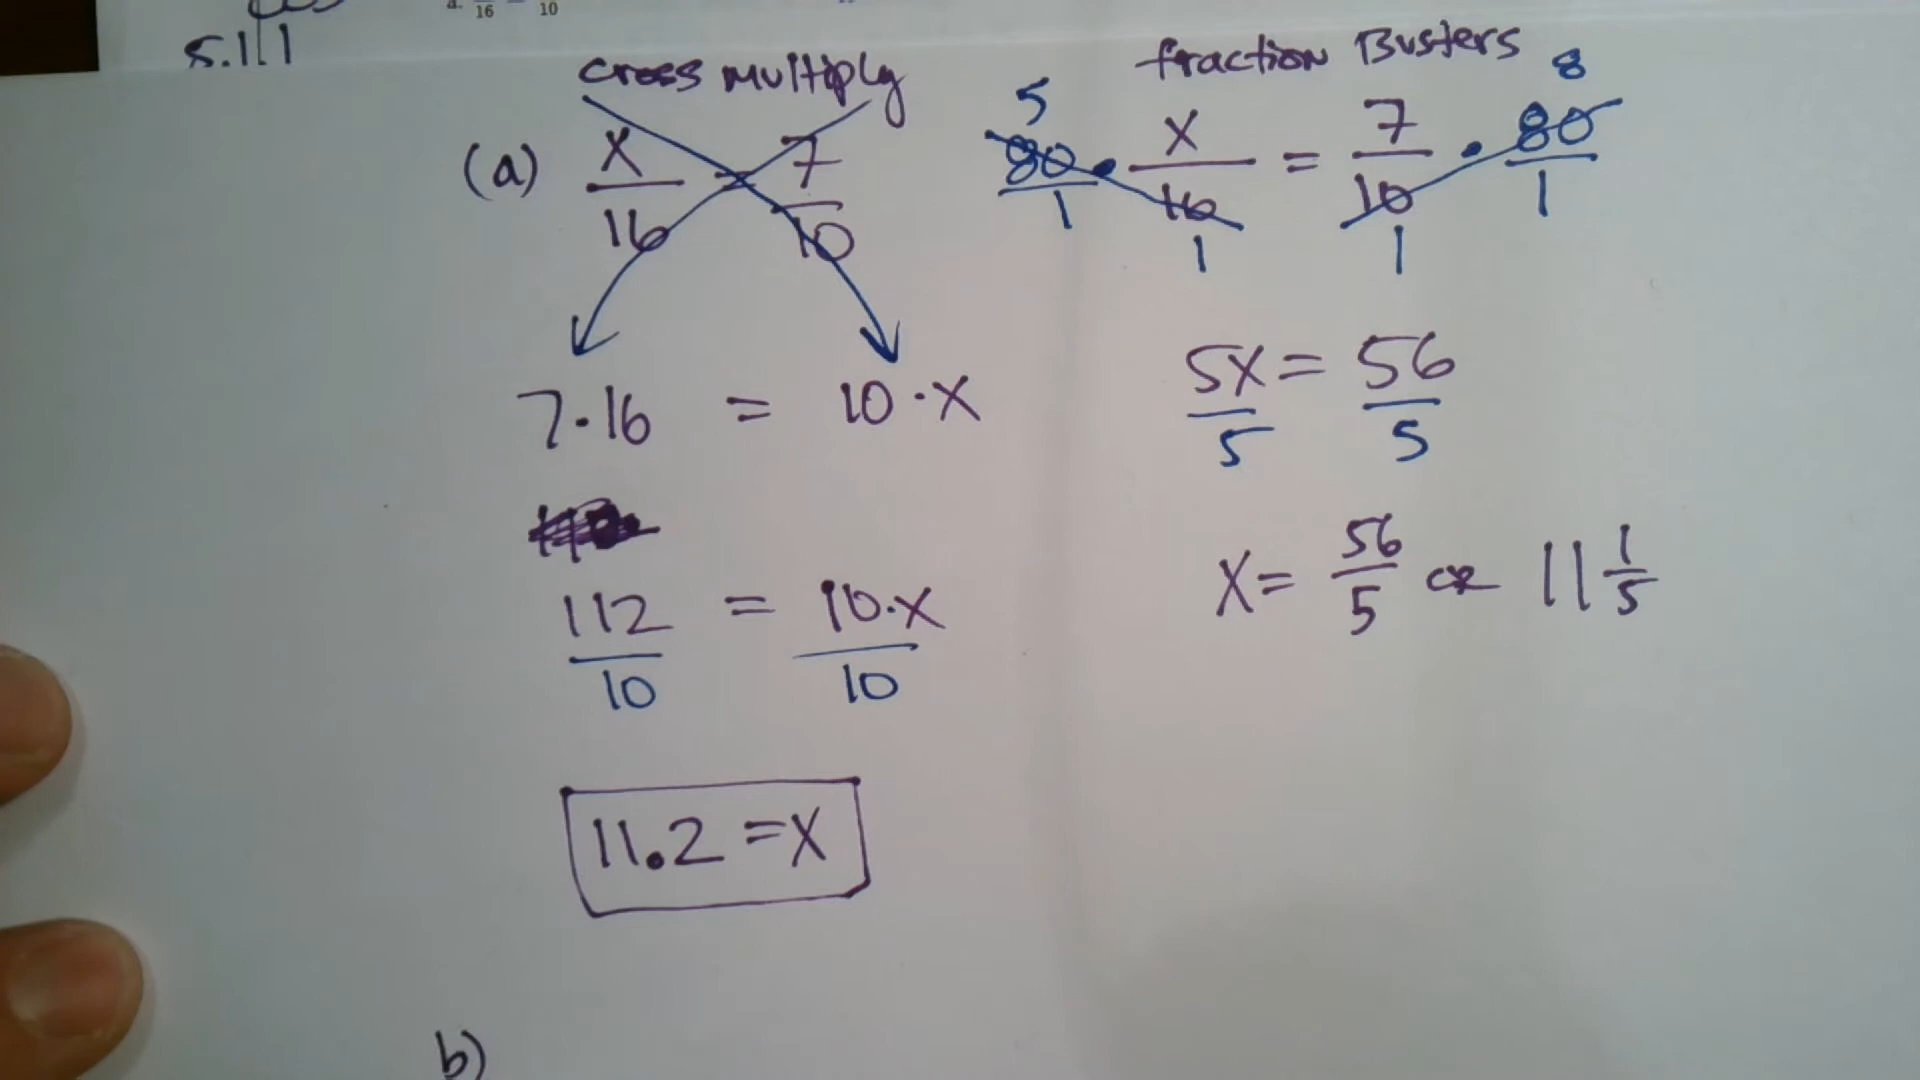 a. 16 10
5.1 11
cross multiply
(a) x/16 = 7/10
7·16 = 10·x
112/10 = 10·x/10
11.2 = x
fraction Busters
5 8
80/1 · x/16 = 7/10 · 80/1
1 1
5x/5 = 56/5
x = 56/5 or 11 1/5
b)